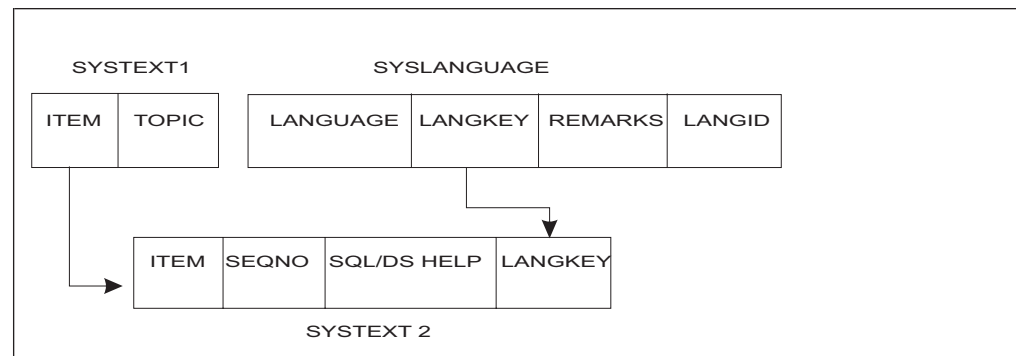 SYSTEXT1 SYSLANGUAGE
ITEM TOPIC LANGUAGE LANGKEY REMARKS LANGID
ITEM SEQNO SQL/DS HELP LANGKEY
SYSTEXT 2